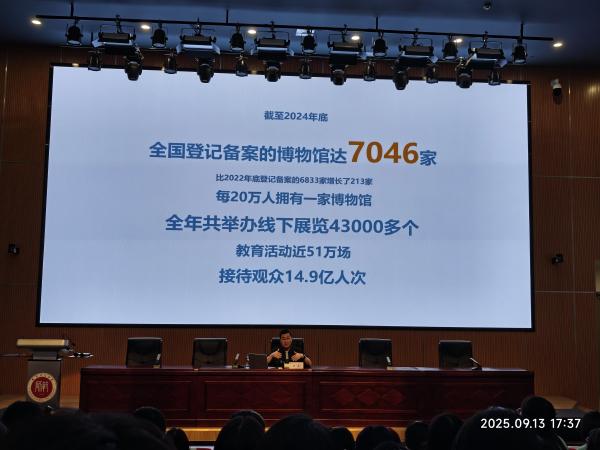 截至2024年底
全国登记备案的博物馆达7046家
比2022年底登记备案的6833家增长了213家
每20万人拥有一家博物馆
全年共举办线下展览43000多个
教育活动近51万场
接待观众14.9亿人次
2025.09.13 17:37